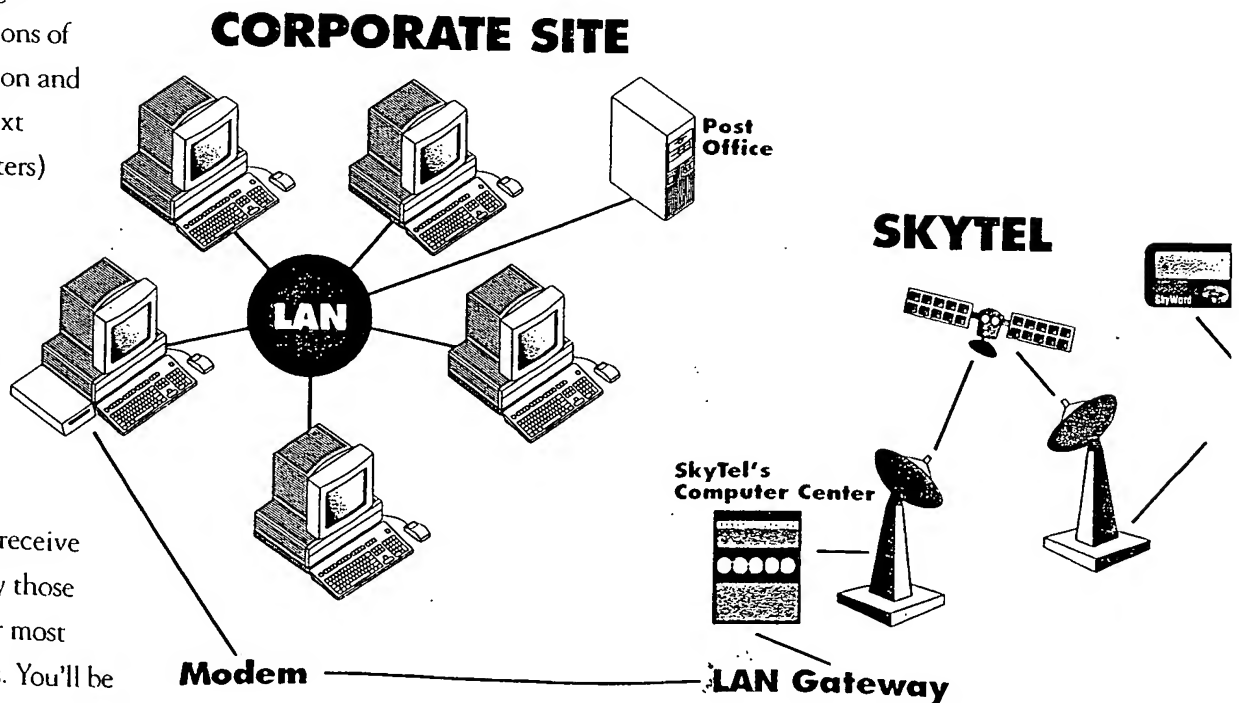 ons of
on and
xt
ters)
receive
y those
r most
s. You'll be
CORPORATE SITE
Post
Office
LAN
SKYTEL
SkyWord
SkyTel's
Computer Center
Modem
LAN Gateway